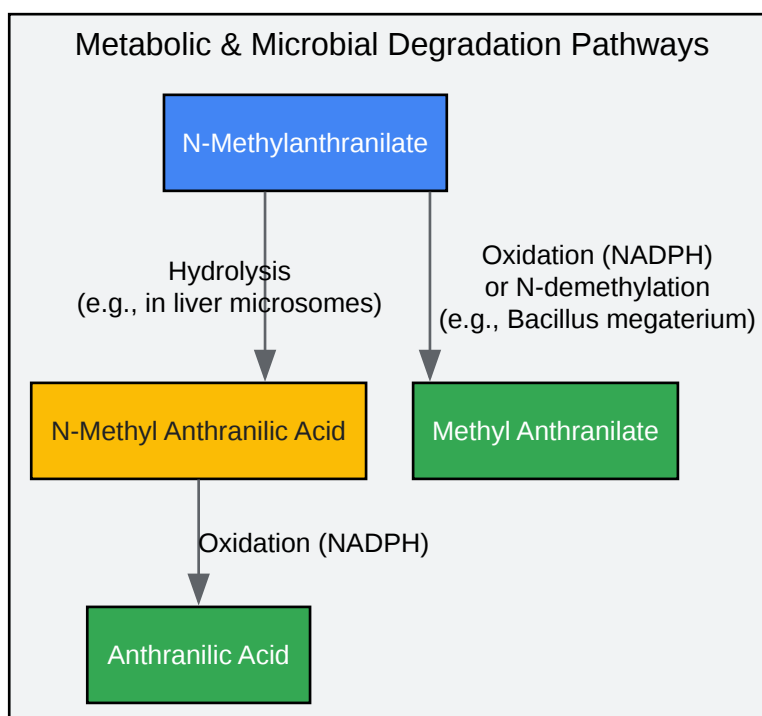 Metabolic & Microbial Degradation Pathways
N-Methylanthranilate
Hydrolysis
(e.g., in liver microsomes)
Oxidation (NADPH)
or N-demethylation
(e.g., Bacillus megaterium)
N-Methyl Anthranilic Acid
Methyl Anthranilate
Oxidation (NADPH)
Anthranilic Acid